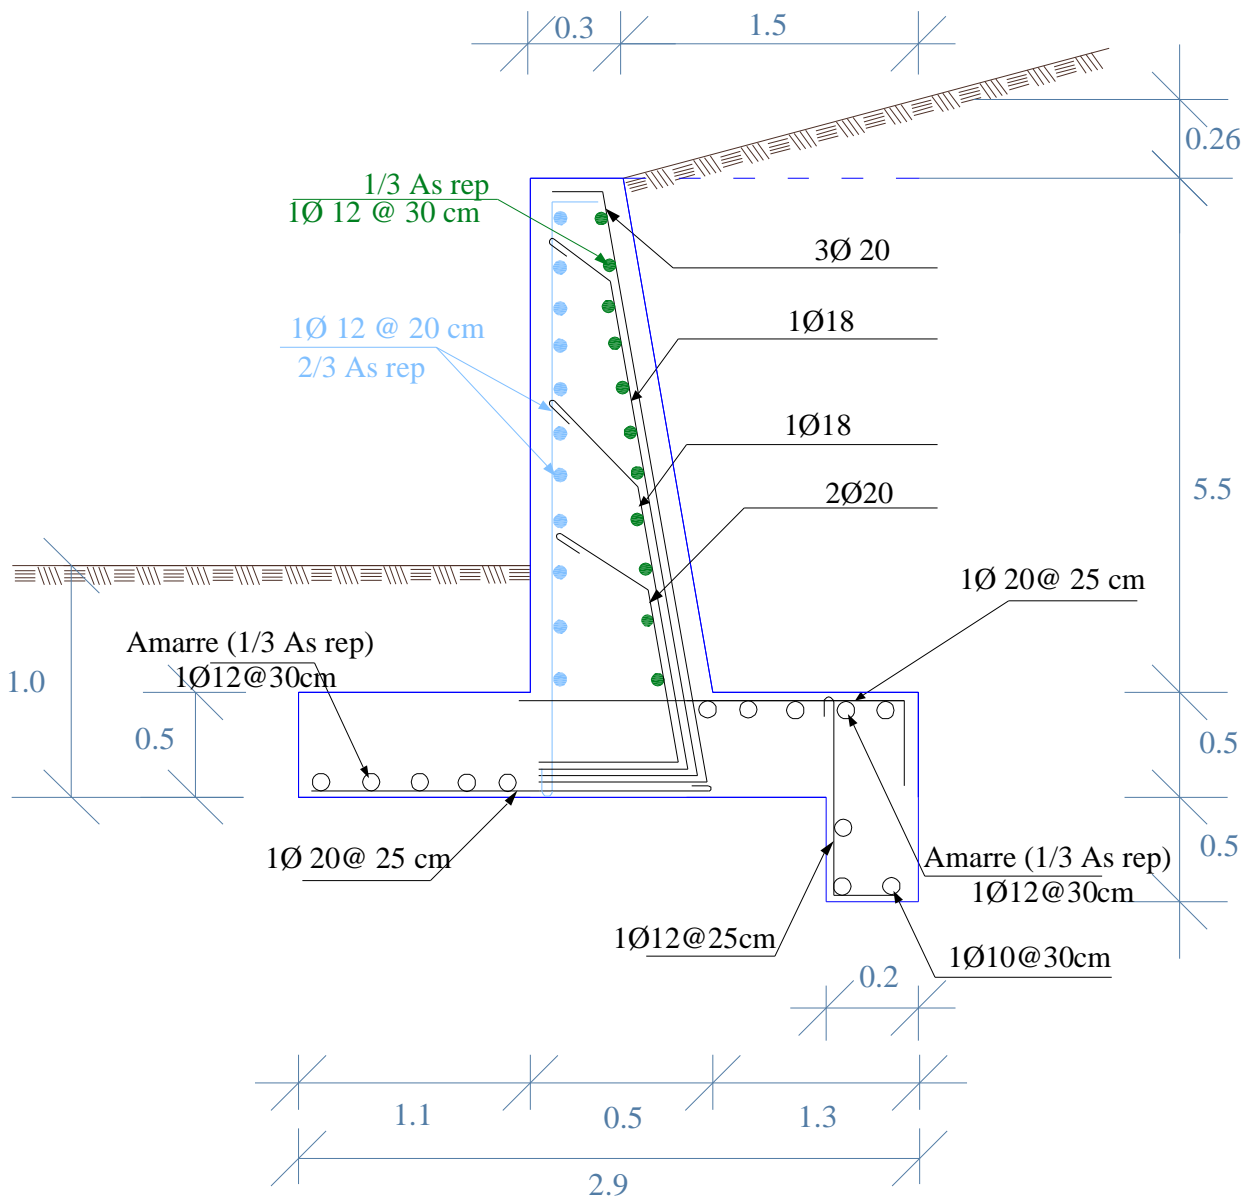 0.3
1.5
0.26
1/3 As rep
1Ø 12 @ 30 cm
3Ø 20
1Ø18
1Ø 12 @ 20 cm
2/3 As rep
1Ø18
2Ø20
5.5
1Ø 20@ 25 cm
Amarre (1/3 As rep)
1Ø12@30cm
1.0
0.5
0.5
0.5
1Ø 20@ 25 cm
Amarre (1/3 As rep)
1Ø12@30cm
1Ø12@25cm
1Ø10@30cm
0.2
1.1
0.5
1.3
2.9